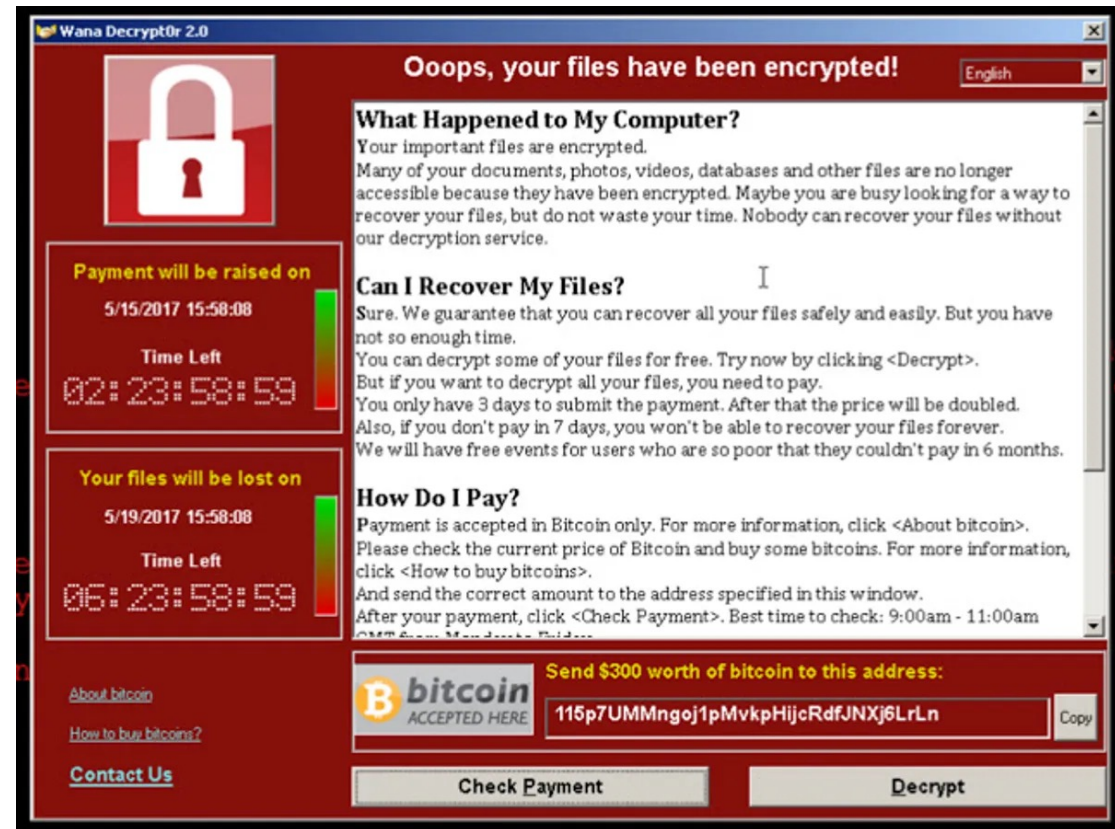 Wana Decrypt0r 2.0
Ooops, your files have been encrypted!
English
Payment will be raised on
5/15/2017 15:58:08
Time Left
02:23:58:59
Your files will be lost on
5/19/2017 15:58:08
Time Left
06:23:58:59
About bitcoin
How to buy bitcoins?
Contact Us
What Happened to My Computer?
Your important files are encrypted.
Many of your documents, photos, videos, databases and other files are no longer
accessible because they have been encrypted. Maybe you are busy looking for a way to
recover your files, but do not waste your time. Nobody can recover your files without
our decryption service.
Can I Recover My Files?
Sure. We guarantee that you can recover all your files safely and easily. But you have
not so enough time.
You can decrypt some of your files for free. Try now by clicking <Decrypt>.
But if you want to decrypt all your files, you need to pay.
You only have 3 days to submit the payment. After that the price will be doubled.
Also, if you don't pay in 7 days, you won't be able to recover your files forever.
We will have free events for users who are so poor that they couldn't pay in 6 months.
How Do I Pay?
Payment is accepted in Bitcoin only. For more information, click <About bitcoin>.
Please check the current price of Bitcoin and buy some bitcoins. For more information,
click <How to buy bitcoins>.
And send the correct amount to the address specified in this window.
After your payment, click <Check Payment>. Best time to check: 9:00am - 11:00am
GMT from Monday to Friday.
bitcoin
ACCEPTED HERE
Send $300 worth of bitcoin to this address:
115p7UMMngoj1pMvkpHijcRdfJNXj6LrLn
Copy
Check Payment
Decrypt